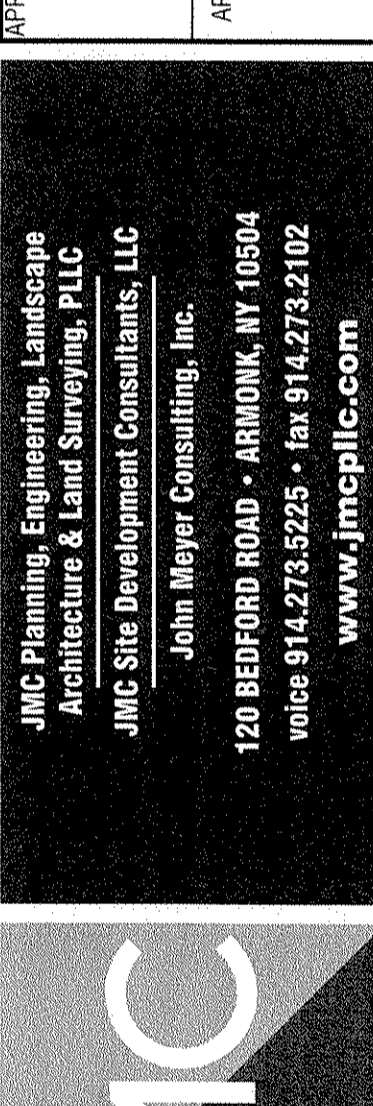 JMC Planning, Engineering, Landscape
Architecture & Land Surveying, PLLC
JMC Site Development Consultants, LLC
John Meyer Consulting, Inc.
120 BEDFORD ROAD • ARMONK, NY 10504
voice 914.273.5225 • fax 914.273.2102
www.jmcpllc.com